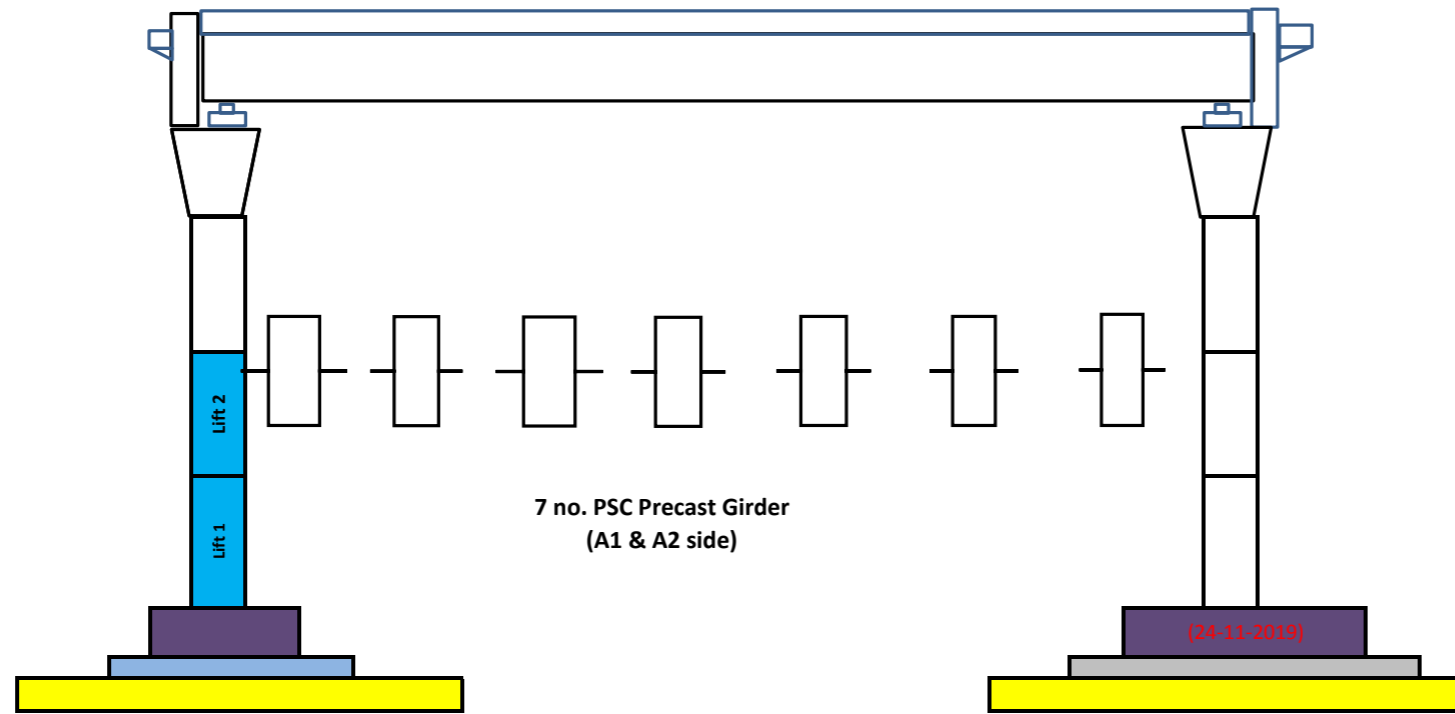 Lift 2
Lift 1
7 no. PSC Precast Girder
(A1 & A2 side)
(24-11-2019)